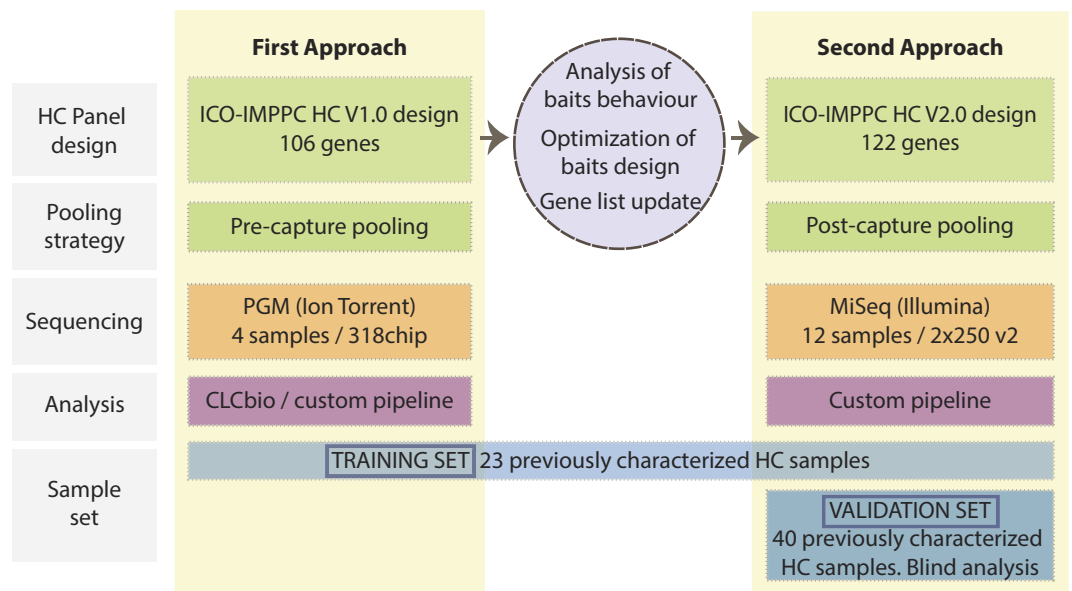 First Approach
Second Approach
HC Panel
design
ICO-IMPPC HC V1.0 design
106 genes
Analysis of
baits behaviour
Optimization of
baits design
Gene list update
ICO-IMPPC HC V2.0 design
122 genes
Pooling
strategy
Pre-capture pooling
Post-capture pooling
Sequencing
PGM (Ion Torrent)
4 samples / 318chip
MiSeq (Illumina)
12 samples / 2x250 v2
Analysis
CLCbio / custom pipeline
Custom pipeline
Sample
set
TRAINING SET 23 previously characterized HC samples
VALIDATION SET
40 previously characterized
HC samples. Blind analysis